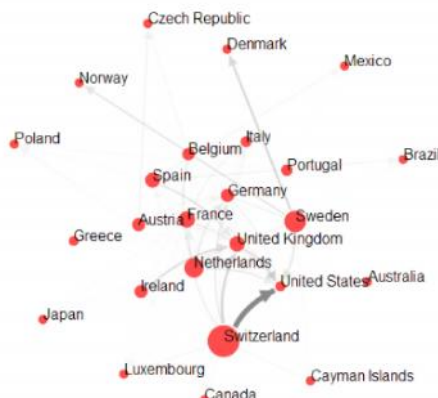 Czech Republic
Denmark
Mexico
Norway
Poland
Italy
Belgium
Brazil
Portugal
Spain
Germany
France
Sweden
Austria
Greece
United Kingdom
Netherlands
United States
Australia
Ireland
Japan
Switzerland
Luxembourg
Cayman Islands
Canada